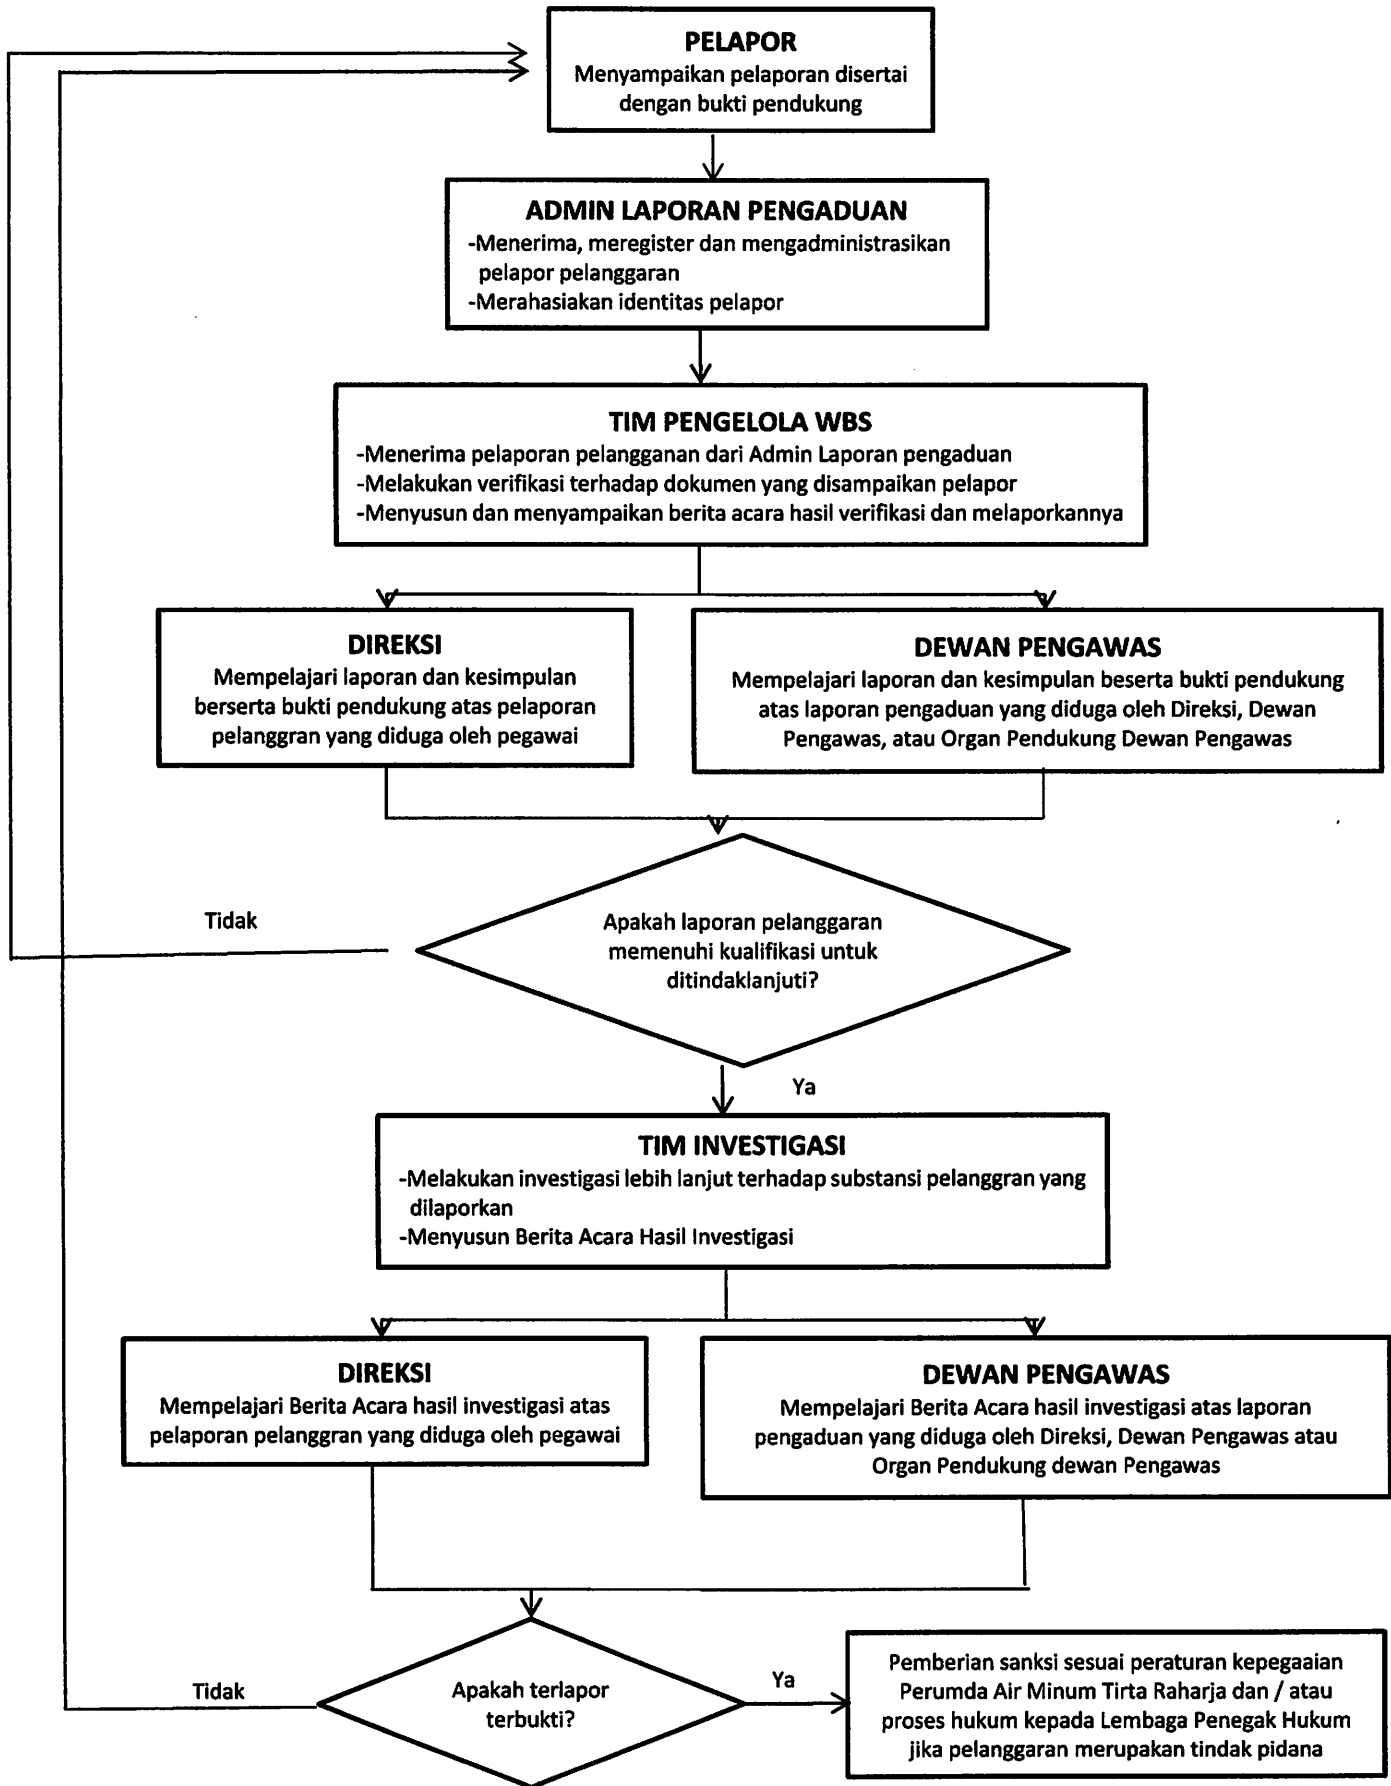 PELAPOR
Menyampaikan pelaporan disertai
dengan bukti pendukung
ADMIN LAPORAN PENGADUAN
-Menerima, meregister dan mengadministrasikan
pelapor pelanggaran
-Merahasiakan identitas pelapor
TIM PENGELOLA WBS
-Menerima pelaporan pelangganan dari Admin Laporan pengaduan
-Melakukan verifikasi terhadap dokumen yang disampaikan pelapor
-Menyusun dan menyampaikan berita acara hasil verifikasi dan melaporkannya
DIREKSI
Mempelajari laporan dan kesimpulan
berserta bukti pendukung atas pelaporan
pelanggran yang diduga oleh pegawai
DEWAN PENGAWAS
Mempelajari laporan dan kesimpulan beserta bukti pendukung
atas laporan pengaduan yang diduga oleh Direksi, Dewan
Pengawas, atau Organ Pendukung Dewan Pengawas
Tidak
Apakah laporan pelanggaran
memenuhi kualifikasi untuk
ditindaklanjuti?
Ya
TIM INVESTIGASI
-Melakukan investigasi lebih lanjut terhadap substansi pelanggran yang
dilaporkan
-Menyusun Berita Acara Hasil Investigasi
DIREKSI
Mempelajari Berita Acara hasil investigasi atas
pelaporan pelanggran yang diduga oleh pegawai
DEWAN PENGAWAS
Mempelajari Berita Acara hasil investigasi atas laporan
pengaduan yang diduga oleh Direksi, Dewan Pengawas atau
Organ Pendukung dewan Pengawas
Tidak
Apakah terlapor
terbukti?
Ya
Pemberian sanksi sesuai peraturan kepegaaian
Perumda Air Minum Tirta Raharja dan / atau
proses hukum kepada Lembaga Penegak Hukum
jika pelanggaran merupakan tindak pidana